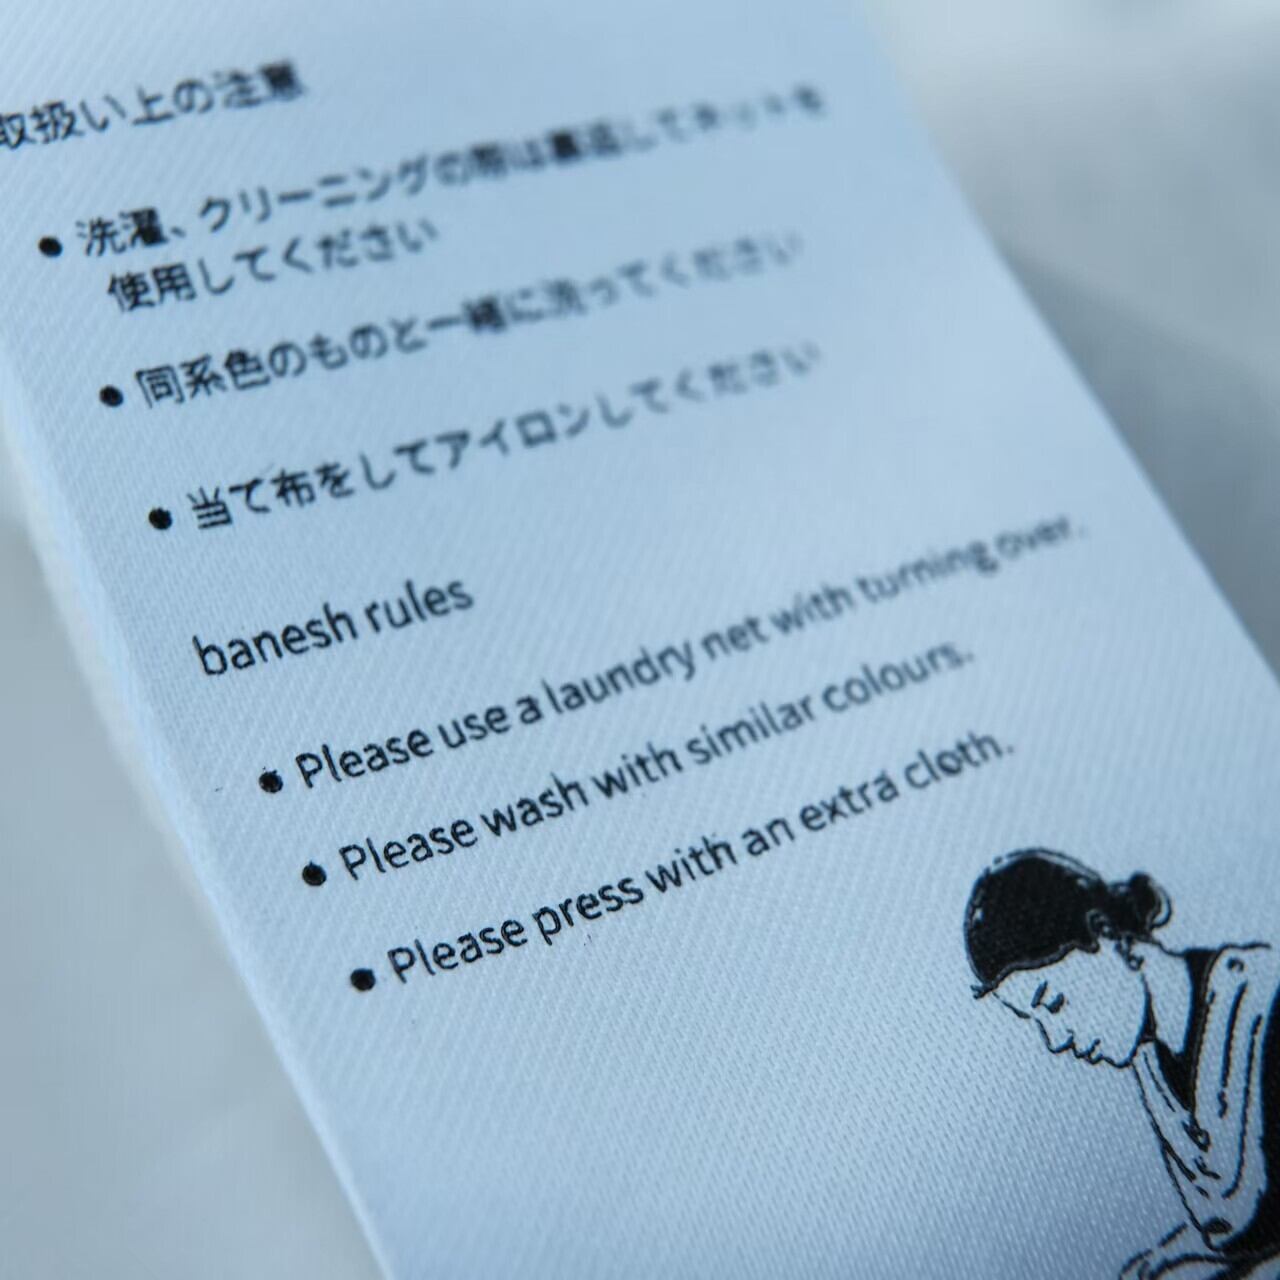 取扱い上の注意
● 洗濯、クリーニングの際は裏返してネットを
使用してください
● 同系色のものと一緒に洗ってください
● 当て布をしてアイロンしてください
banesh rules
● Please use a laundry net with turning over.
● Please wash with similar colours.
● Please press with an extra cloth.